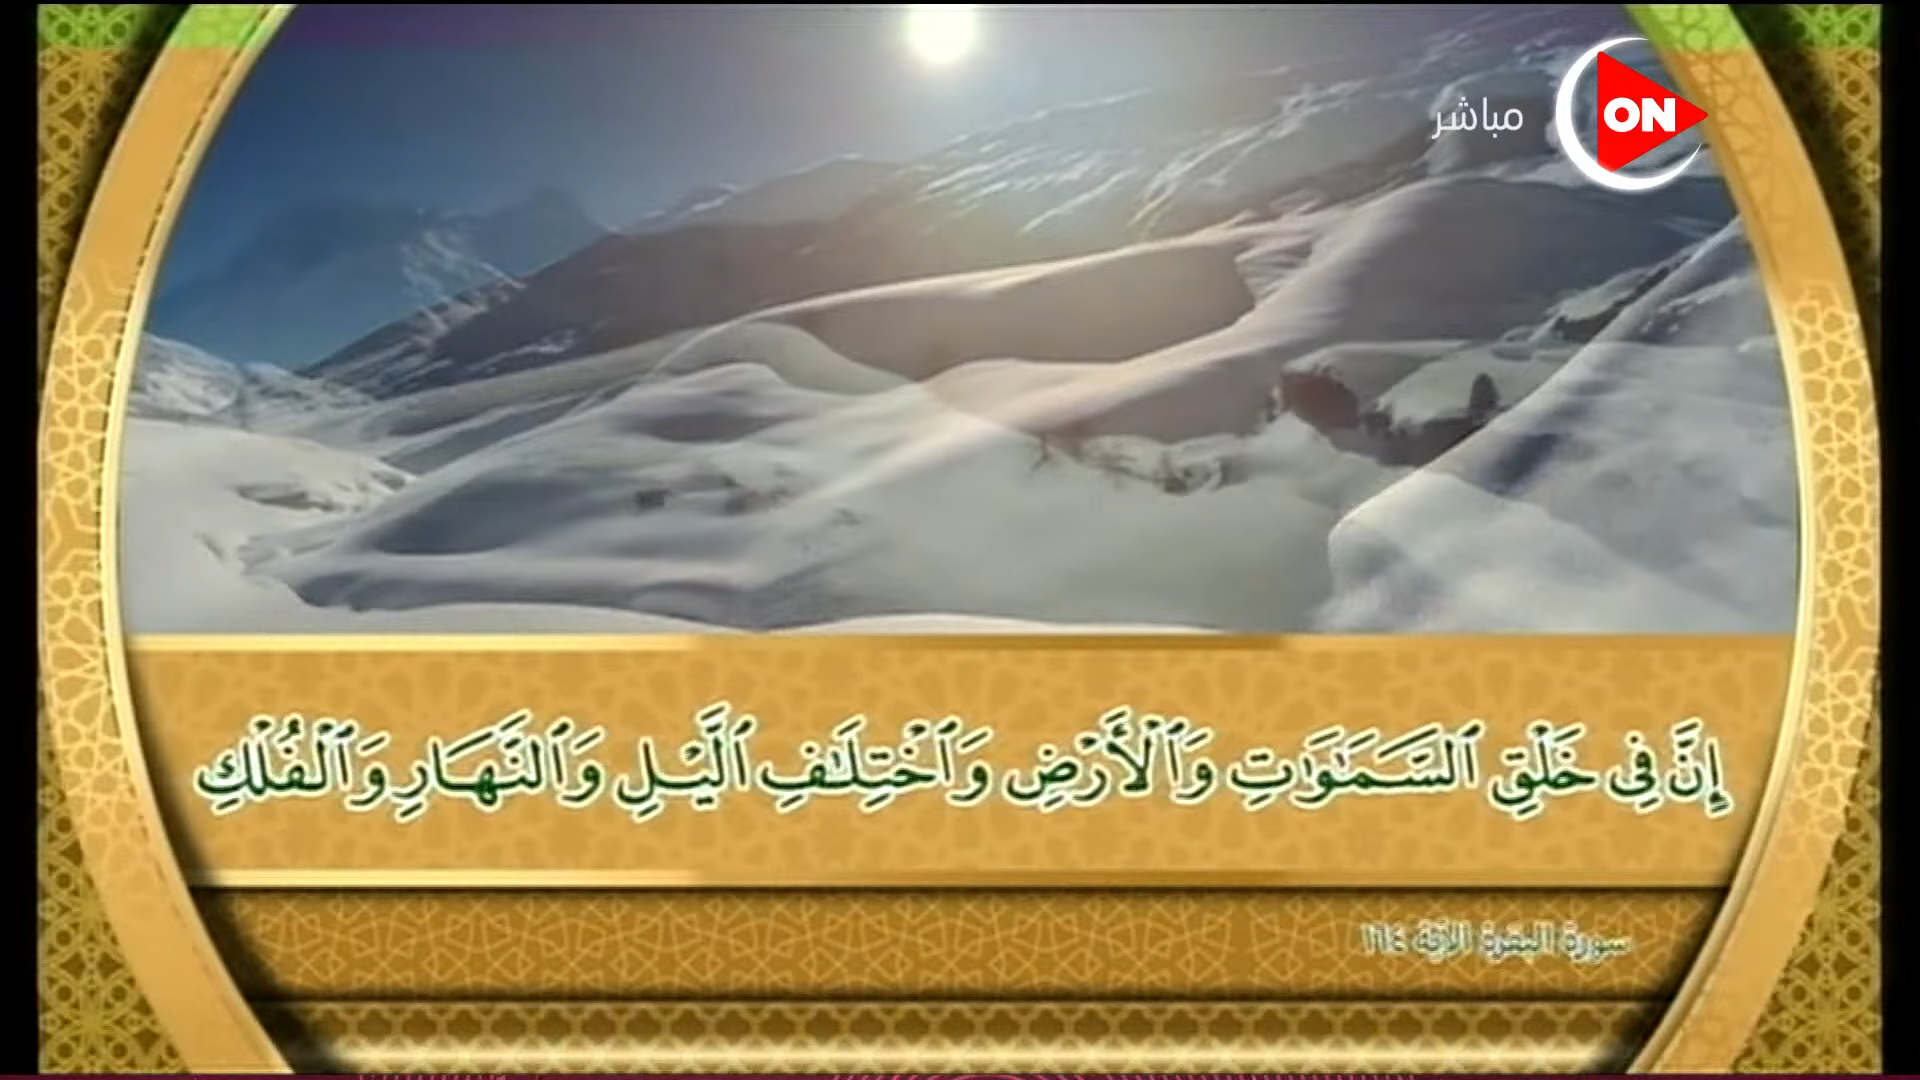 مباشر
ON
إِنَّ فِى خَلْقِ ٱلسَّمَـٰوَٰتِ وَٱلْأَرْضِ وَٱخْتِلَـٰفِ ٱلَّيْلِ وَٱلنَّهَارِ وَٱلْفُلْكِ
سورة البقرة الآية ١٦٤